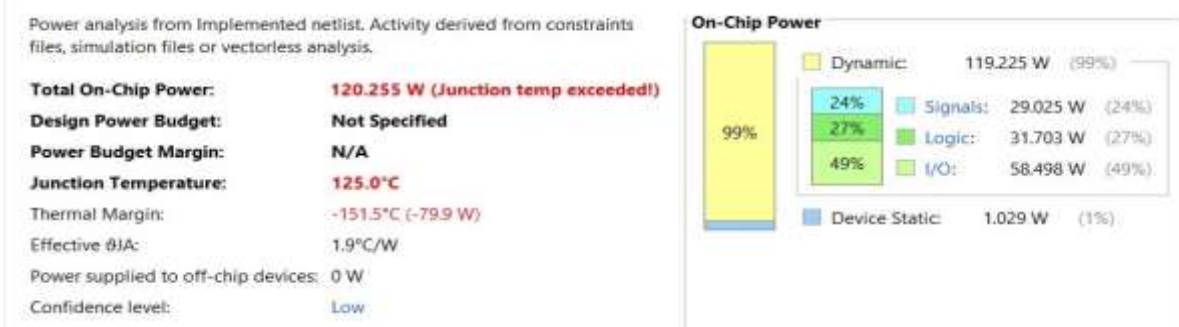 Power analysis from Implemented netlist. Activity derived from constraints
files, simulation files or vectorless analysis.
Total On-Chip Power: 120.255 W (Junction temp exceeded!)
Design Power Budget: Not Specified
Power Budget Margin: N/A
Junction Temperature: 125.0°C
Thermal Margin: -151.5°C (-79.9 W)
Effective ϑJA: 1.9°C/W
Power supplied to off-chip devices: 0 W
Confidence level: Low
On-Chip Power
Dynamic: 119.225 W (99%)
24% Signals: 29.025 W (24%)
99% 27% Logic: 31.703 W (27%)
49% I/O: 58.498 W (49%)
Device Static: 1.029 W (1%)